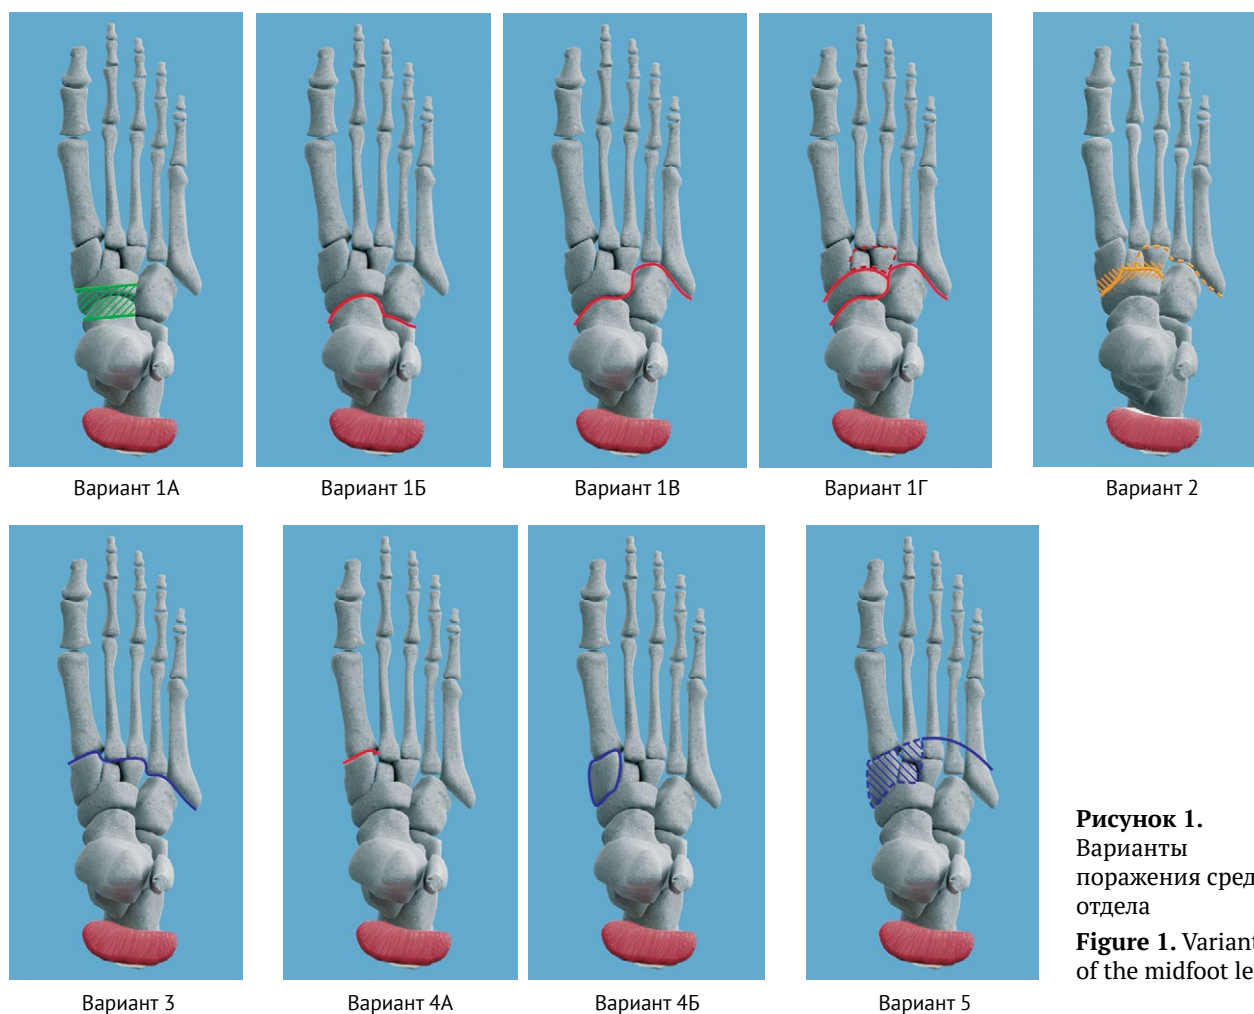 Вариант 1А
Вариант 1Б
Вариант 1В
Вариант 1Г
Вариант 2
Вариант 3
Вариант 4А
Вариант 4Б
Вариант 5
Рисунок 1.
Варианты
поражения сред
отдела
Figure 1. Variant
of the midfoot le